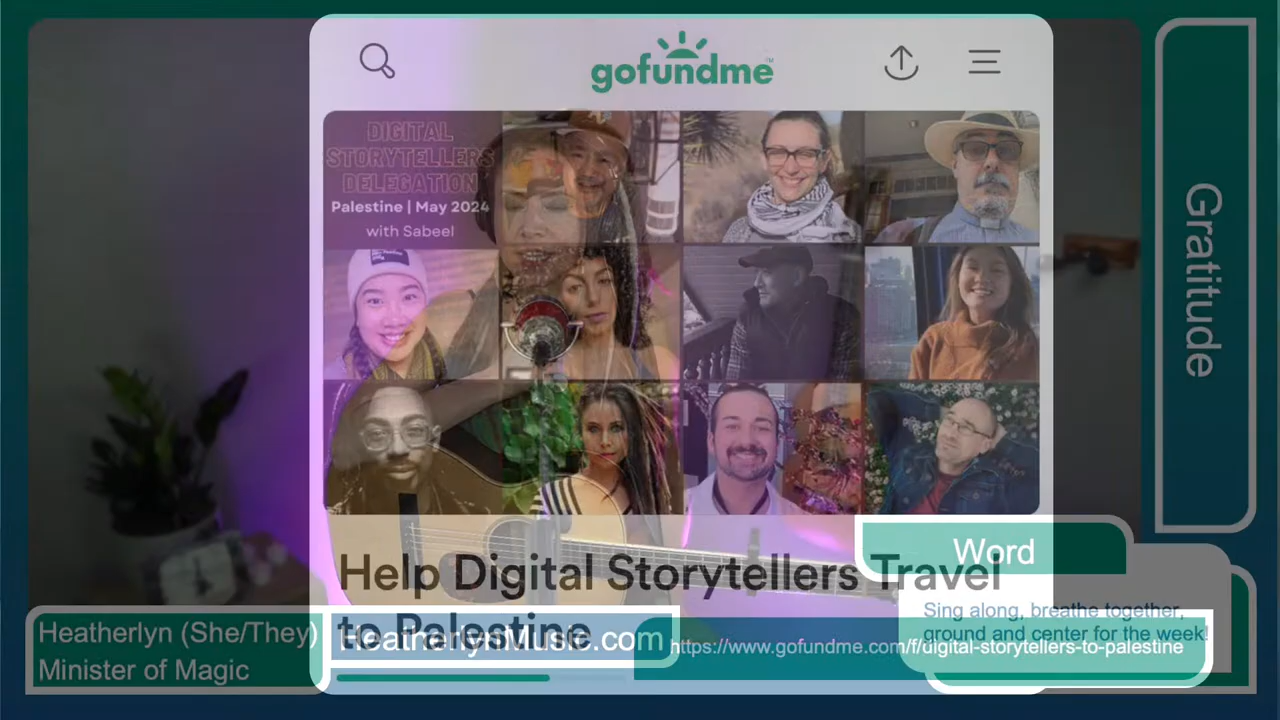 gofundme
DIGITAL
STORYTELLERS
DELEGATION
Palestine | May 2024
with Sabeel
Gratitude
Help Digital Storytellers Travel
to Palestine
Word
Sing along, breathe together,
ground and center for the week!
Heatherlyn (She/They)
Minister of Magic
HeatherlynMusic.com
https://www.gofundme.com/f/digital-storytellers-to-palestine